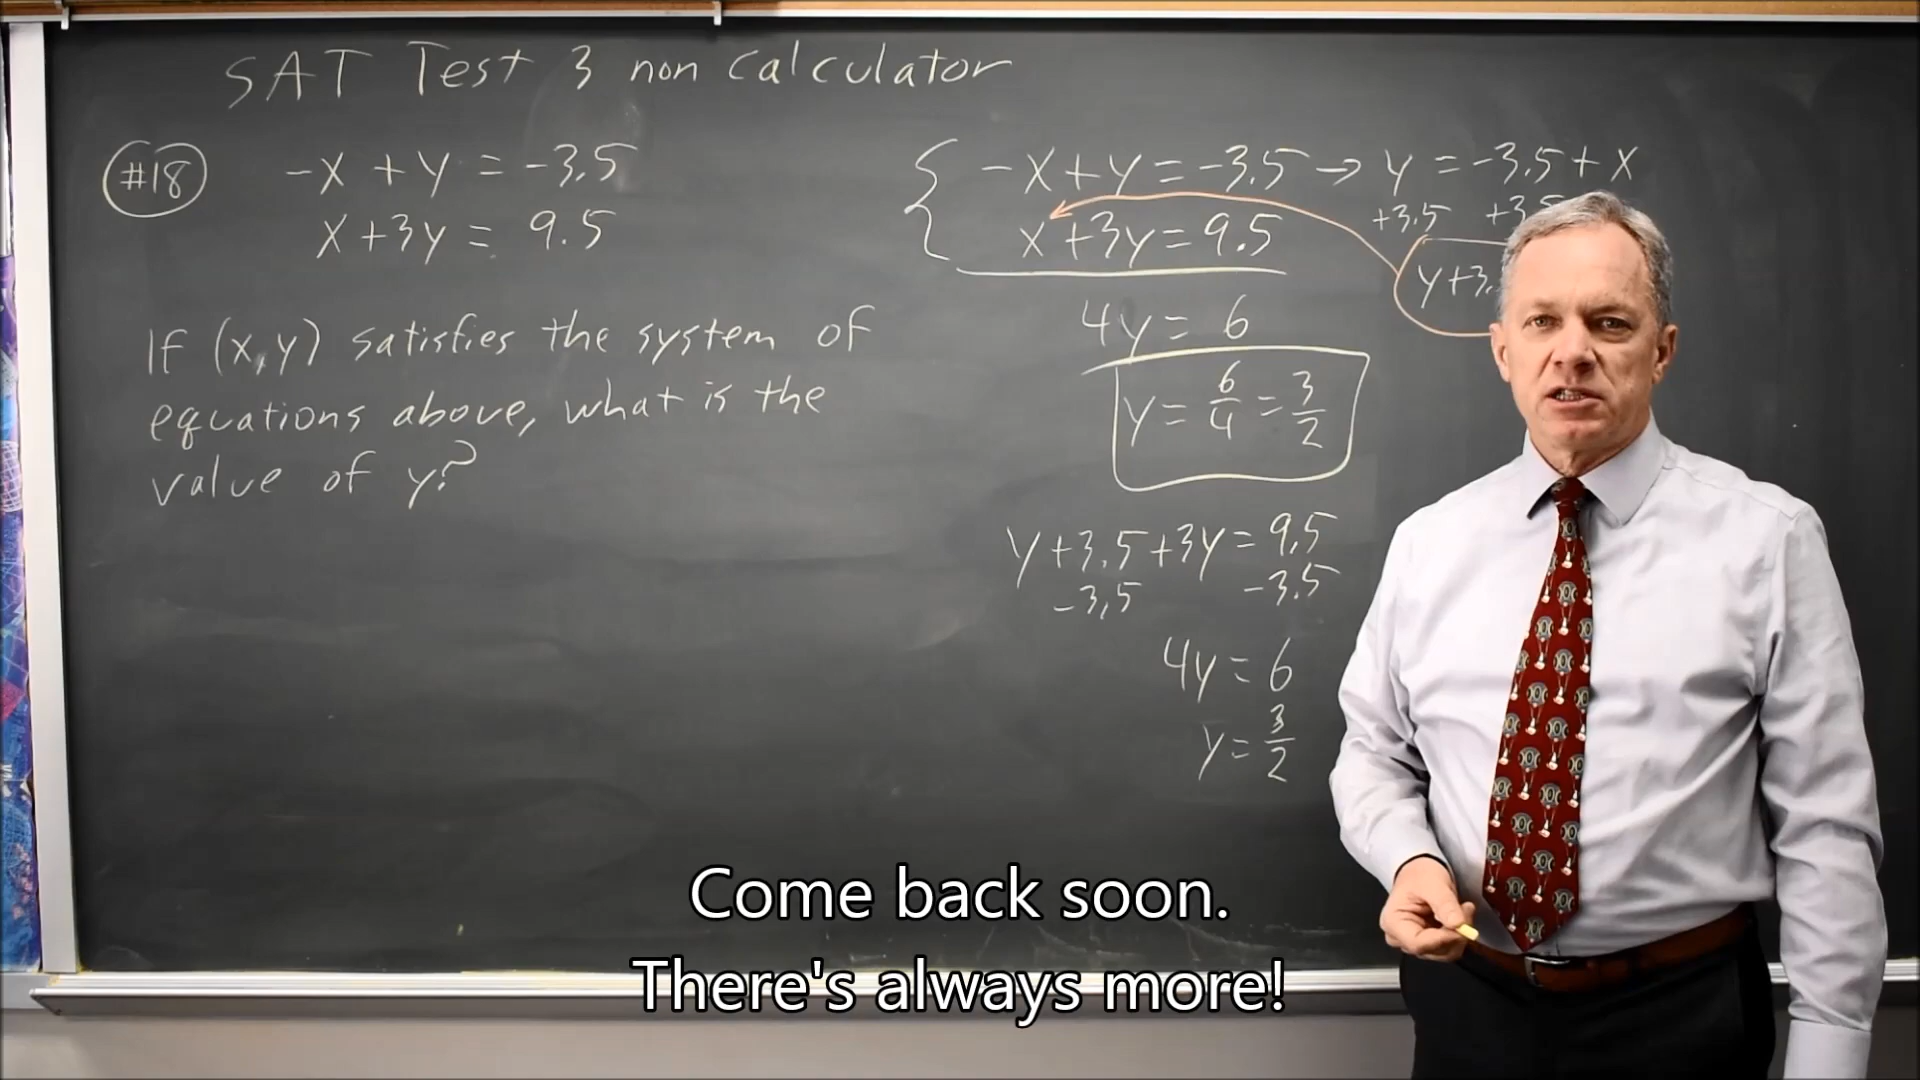 SAT Test 3 non calculator
#18
-x + y = -3.5
x + 3y = 9.5
If (x,y) satisfies the system of
equations above, what is the
value of y?
-x + y = -3.5 → y = -3.5 + x
+3.5 +3.5
x + 3y = 9.5
y+3.
4y = 6
y = 6/4 = 3/2
y + 3.5 + 3y = 9.5
-3.5 -3.5
4y = 6
y = 3/2
Come back soon.
There's always more!